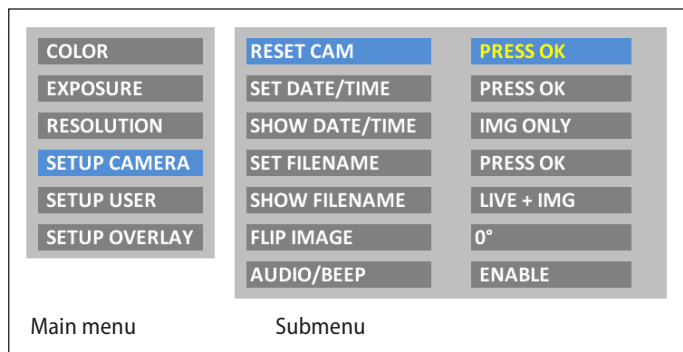 COLOR
EXPOSURE
RESOLUTION
SETUP CAMERA
SETUP USER
SETUP OVERLAY
RESET CAM PRESS OK
SET DATE/TIME PRESS OK
SHOW DATE/TIME IMG ONLY
SET FILENAME PRESS OK
SHOW FILENAME LIVE + IMG
FLIP IMAGE 0°
AUDIO/BEEP ENABLE
Main menu Submenu